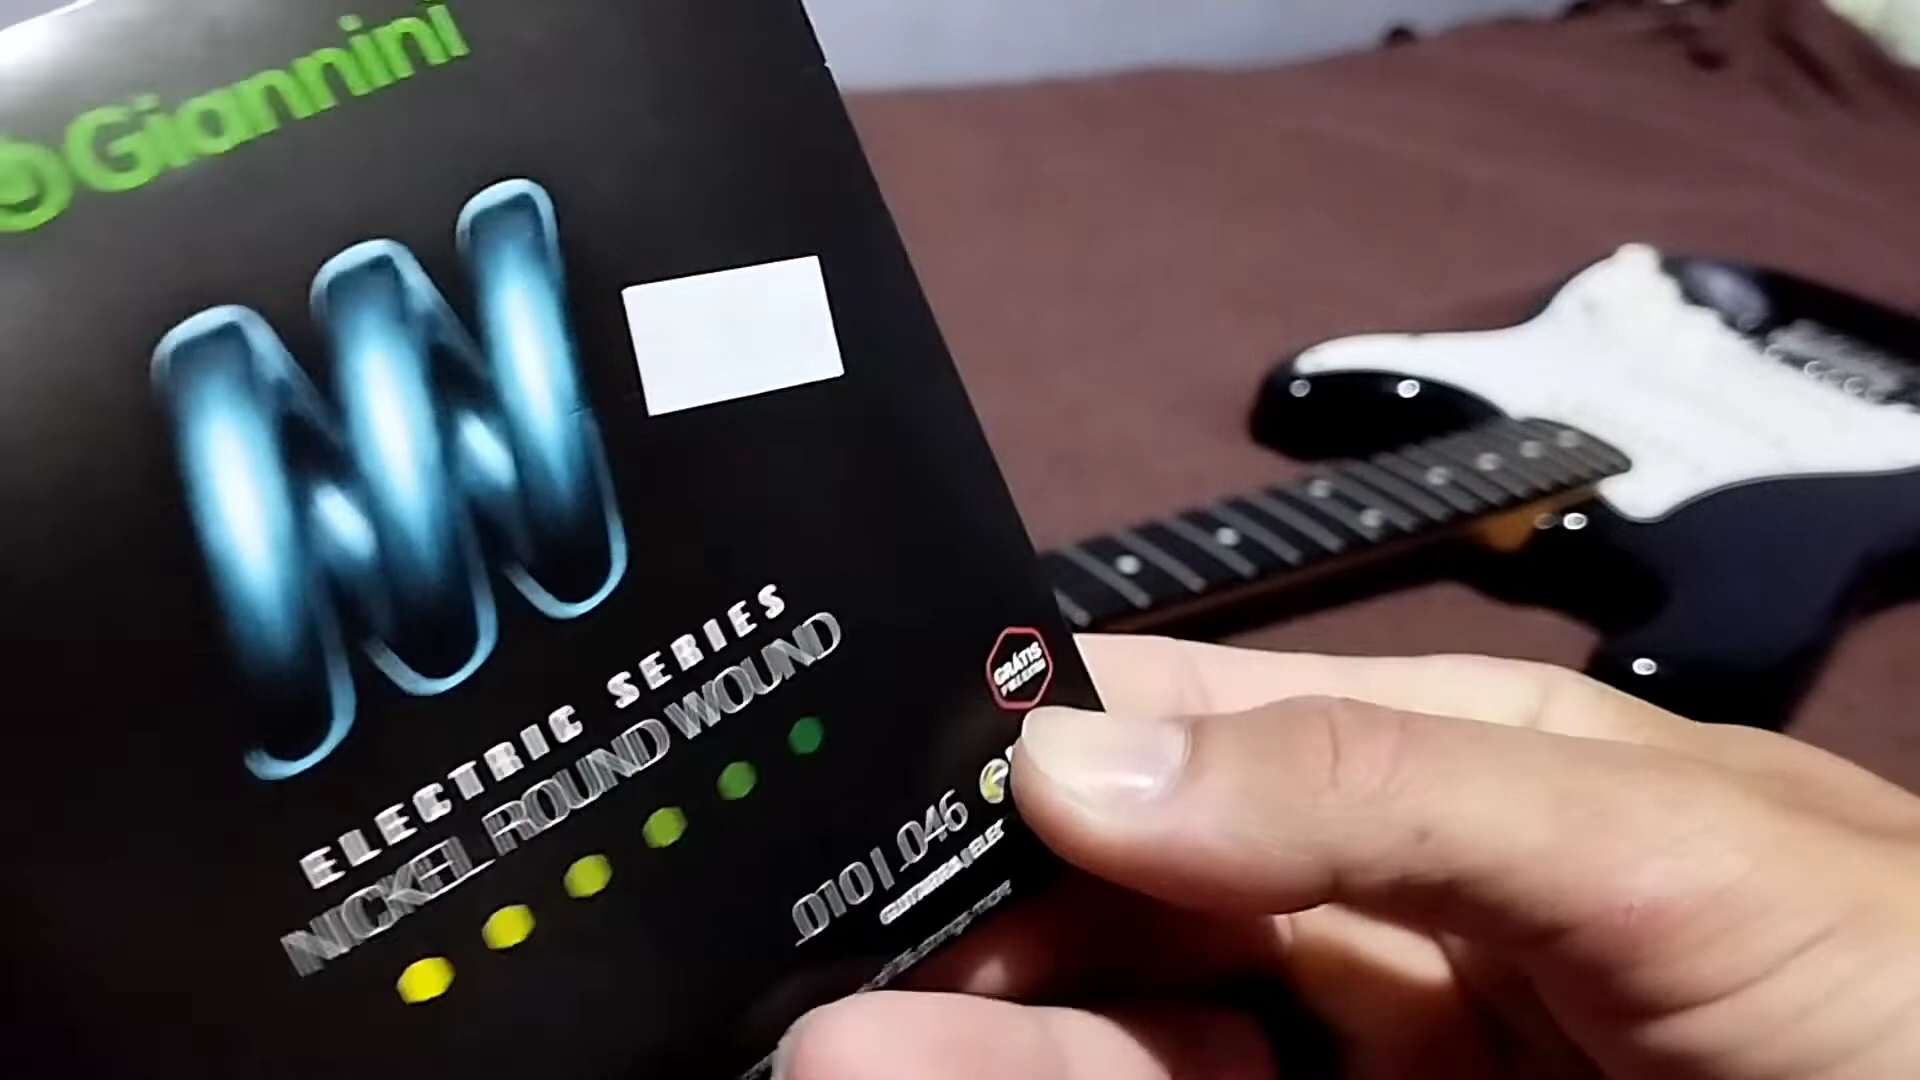 Giannini
ELECTRIC SERIES
NICKEL ROUND WOUND
GRÁTIS
.010|.046